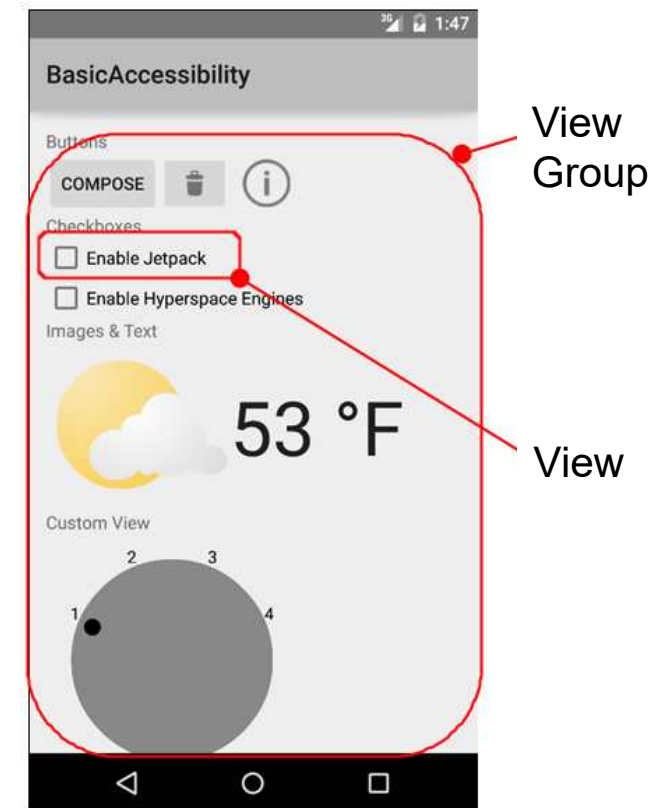 3G 1:47
BasicAccessibility
View
Group
Buttons
COMPOSE i
Checkboxes
Enable Jetpack
Enable Hyperspace Engines
Images & Text
53 °F
View
Custom View
2 3
1 4